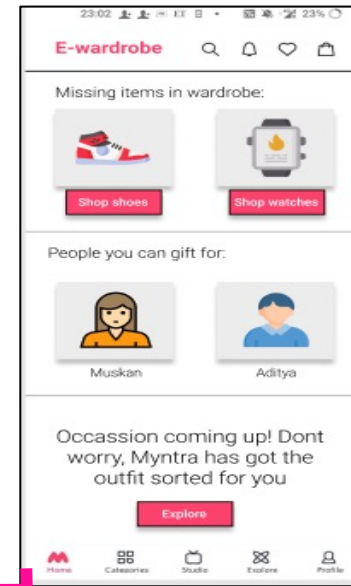 23:02 23%
E-wardrobe
Missing items in wardrobe:
Shop shoes Shop watches
People you can gift for:
Muskan Aditya
Occassion coming up! Dont
worry, Myntra has got the
outfit sorted for you
Explore
Home Categories Studio Explore Profile